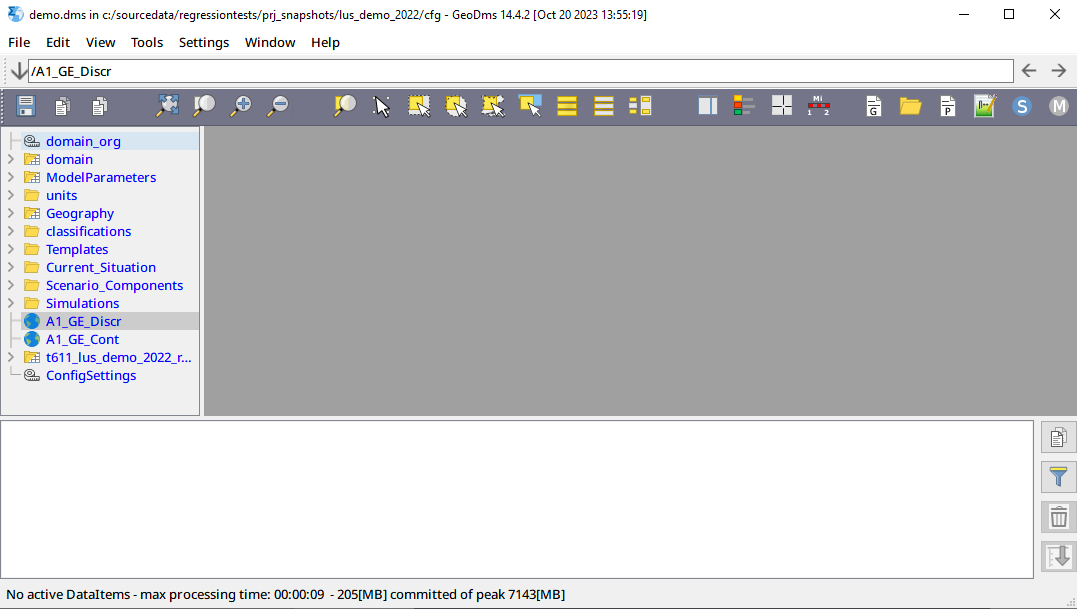 demo.dms in c:/sourcedata/regressiontests/prj_snapshots/lus_demo_2022/cfg - GeoDms 14.4.2 [Oct 20 2023 13:55:19]
File Edit View Tools Settings Window Help
/A1_GE_Discr
MI
1 2
G
P
S
M
domain_org
domain
ModelParameters
units
Geography
classifications
Templates
Current_Situation
Scenario_Components
Simulations
A1_GE_Discr
A1_GE_Cont
t611_lus_demo_2022_r...
ConfigSettings
No active DataItems - max processing time: 00:00:09 - 205[MB] committed of peak 7143[MB]